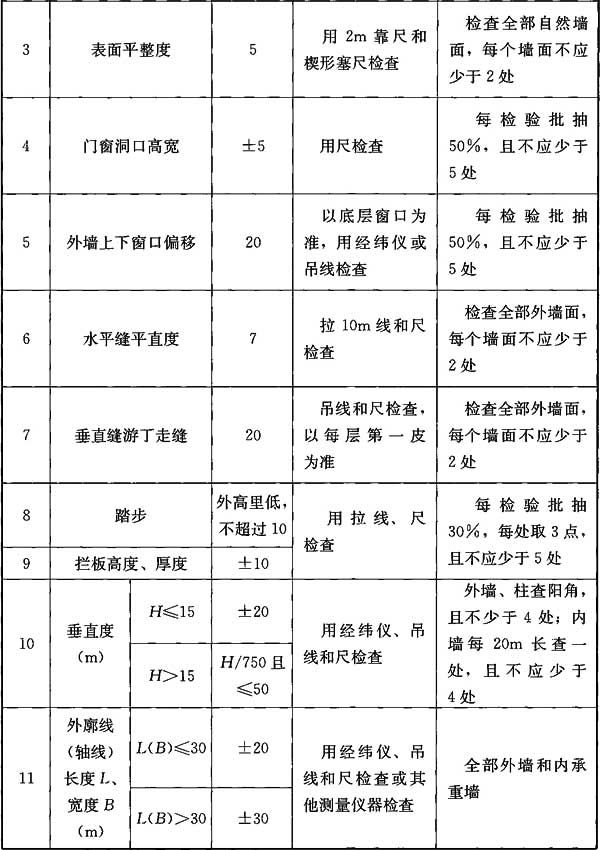 3
表面平整度
5
用 2m 靠尺和
楔形塞尺检查
检查全部自然墙
面，每个墙面不应
少于 2 处
4
门窗洞口高宽
±5
用尺检查
每检验批抽
50%，且不应少于
5 处
5
外墙上下窗口偏移
20
以底层窗口为
准，用经纬仪或
吊线检查
每检验批抽
50%，且不应少于
5 处
6
水平缝平直度
7
拉 10m 线和尺
检查
检查全部外墙面，
每个墙面不应少于
2 处
7
垂直缝游丁走缝
20
吊线和尺检查，
以每层第一皮
为准
检查全部外墙面，
每个墙面不应少于
2 处
8
踏步
外高里低，
不超过 10
用拉线、尺
检查
每检验批抽
30%，每处取 3 点，
且不应少于 5 处
9
拦板高度、厚度
±10
10
垂直度
（m）
H≤15
±20
用经纬仪、吊
线和尺检查
外墙、柱查阳角，
且不少于 4 处；内
墙每 20m 长查一
处，且不应少于
4 处
H>15
H/750 且
≤50
11
外廓线
（轴线）
长度 L、
宽度 B
（m）
L(B)≤30
±20
用经纬仪、吊
线和尺检查或其
他测量仪器检查
全部外墙和内承
重墙
L(B)>30
±30